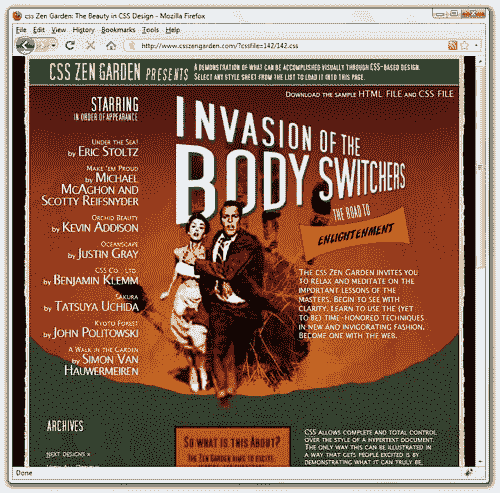 css Zen Garden: The Beauty in CSS Design - Mozilla Firefox
File Edit View History Bookmarks Tools Help
http://www.csszengarden.com/?cssfile=142/142.css
CSS ZEN GARDEN PRESENTS
A DEMONSTRATION OF WHAT CAN BE ACCOMPLISHED VISUALLY THROUGH CSS-BASED DESIGN.
SELECT ANY STYLE SHEET FROM THE LIST TO LOAD IT INTO THIS PAGE.
DOWNLOAD THE SAMPLE HTML FILE AND CSS FILE
STARRING
IN ORDER OF APPEARANCE
UNDER THE SEA!
by ERIC STOLTZ
MAKE 'EM PROUD
by MICHAEL
MCAGHON AND
SCOTTY REIFSNYDER
ORCHID BEAUTY
by KEVIN ADDISON
OCEANSCAPE
by JUSTIN GRAY
CSS CO., LTD.
by BENJAMIN KLEMM
SAKURA
by TATSUYA UCHIDA
KYOTO FOREST
by JOHN POLITOWSKI
A WALK IN THE GARDEN
by SIMON VAN
HAUWERMEIREN
INVASION OF THE
BODY SWITCHERS
THE ROAD TO
ENLIGHTENMENT
THE CSS ZEN GARDEN INVITES YOU
TO RELAX AND MEDITATE ON THE
IMPORTANT LESSONS OF THE
MASTERS. BEGIN TO SEE WITH
CLARITY. LEARN TO USE THE (YET
TO BE) TIME-HONORED TECHNIQUES
IN NEW AND INVIGORATING FASHION.
BECOME ONE WITH THE WEB.
ARCHIVES
NEXT DESIGNS »
SO WHAT IS THIS ABOUT?
THE ZEN GARDEN AIMS TO EXCITE,
CSS ALLOWS COMPLETE AND TOTAL CONTROL
OVER THE STYLE OF A HYPERTEXT DOCUMENT.
THE ONLY WAY THIS CAN BE ILLUSTRATED IN
A WAY THAT GETS PEOPLE EXCITED IS BY
DEMONSTRATING WHAT IT CAN TRULY BE,
Done